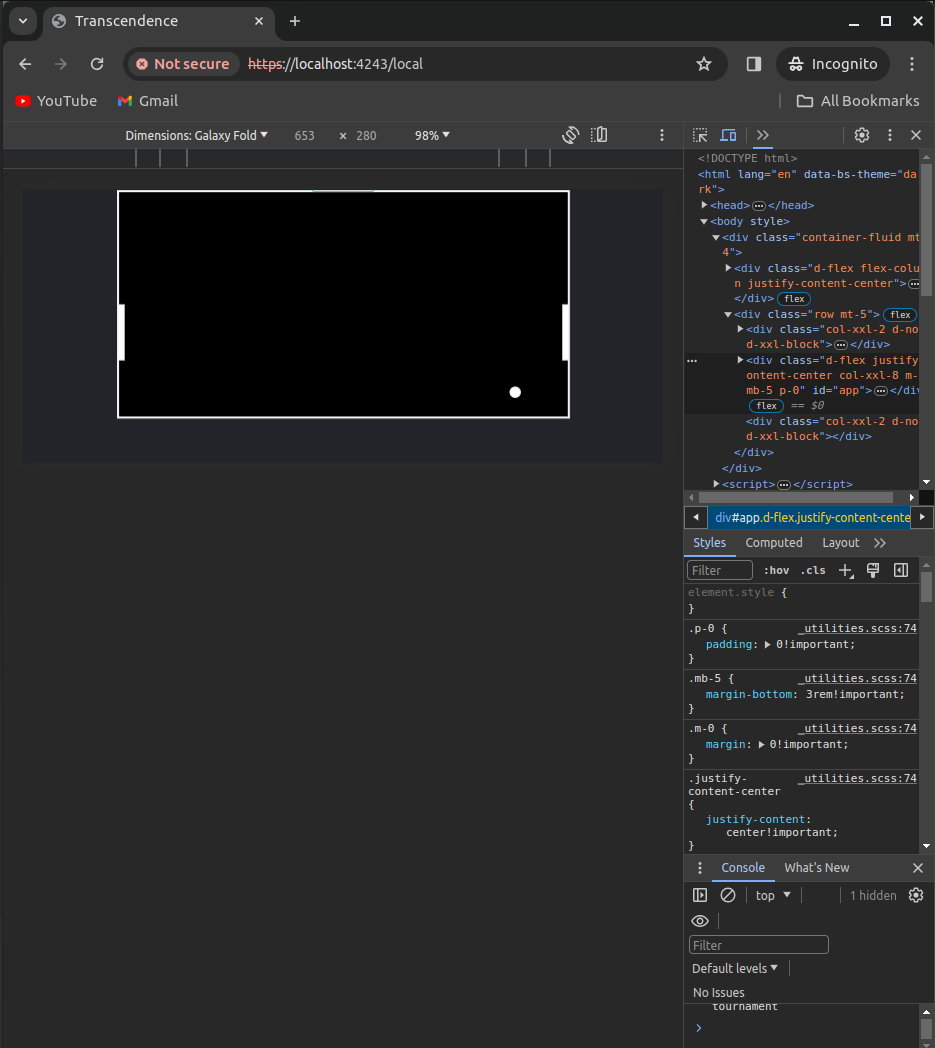 Transcendence
Not secure https://localhost:4243/local Incognito
YouTube Gmail All Bookmarks
Dimensions: Galaxy Fold 653 × 280 98%
<!DOCTYPE html>
<html lang="en" data-bs-theme="da
rk">
<head> </head>
<body style>
<div class="container-fluid mt
4">
<div class="d-flex flex-colu
n justify-content-center">
</div> flex
<div class="row mt-5"> flex
<div class="col-xxl-2 d-no
d-xxl-block"> </div>
<div class="d-flex justify
ontent-center col-xxl-8 m-
mb-5 p-0" id="app"> </div
flex == $0
<div class="col-xxl-2 d-no
d-xxl-block"></div>
</div>
</div>
<script> </script>
div#app.d-flex.justify-content-cente
Styles Computed Layout
Filter :hov .cls
element.style {
}
.p-0 { _utilities.scss:74
padding: 0!important;
}
.mb-5 { _utilities.scss:74
margin-bottom: 3rem!important;
}
.m-0 { _utilities.scss:74
margin: 0!important;
}
.justify- _utilities.scss:74
content-center
{
justify-content:
center!important;
}
Console What's New
top 1 hidden
Filter
Default levels
No Issues
tournament